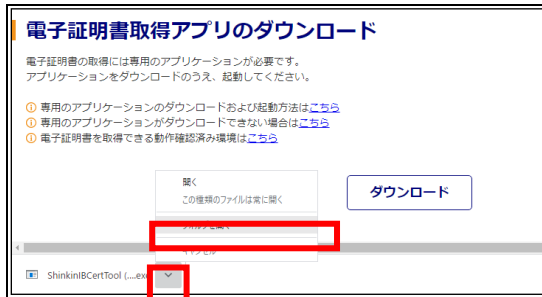 電子証明書取得アプリのダウンロード
電子証明書の取得には専用のアプリケーションが必要です。
アプリケーションをダウンロードのうえ、起動してください。
専用のアプリケーションのダウンロードおよび起動方法はこちら
専用のアプリケーションがダウンロードできない場合はこちら
電子証明書を取得できる動作確認済み環境はこちら
開く
この種類のファイルは常に開く
ダウンロード
キャンセル
ShinkinIBCertTool (....exe